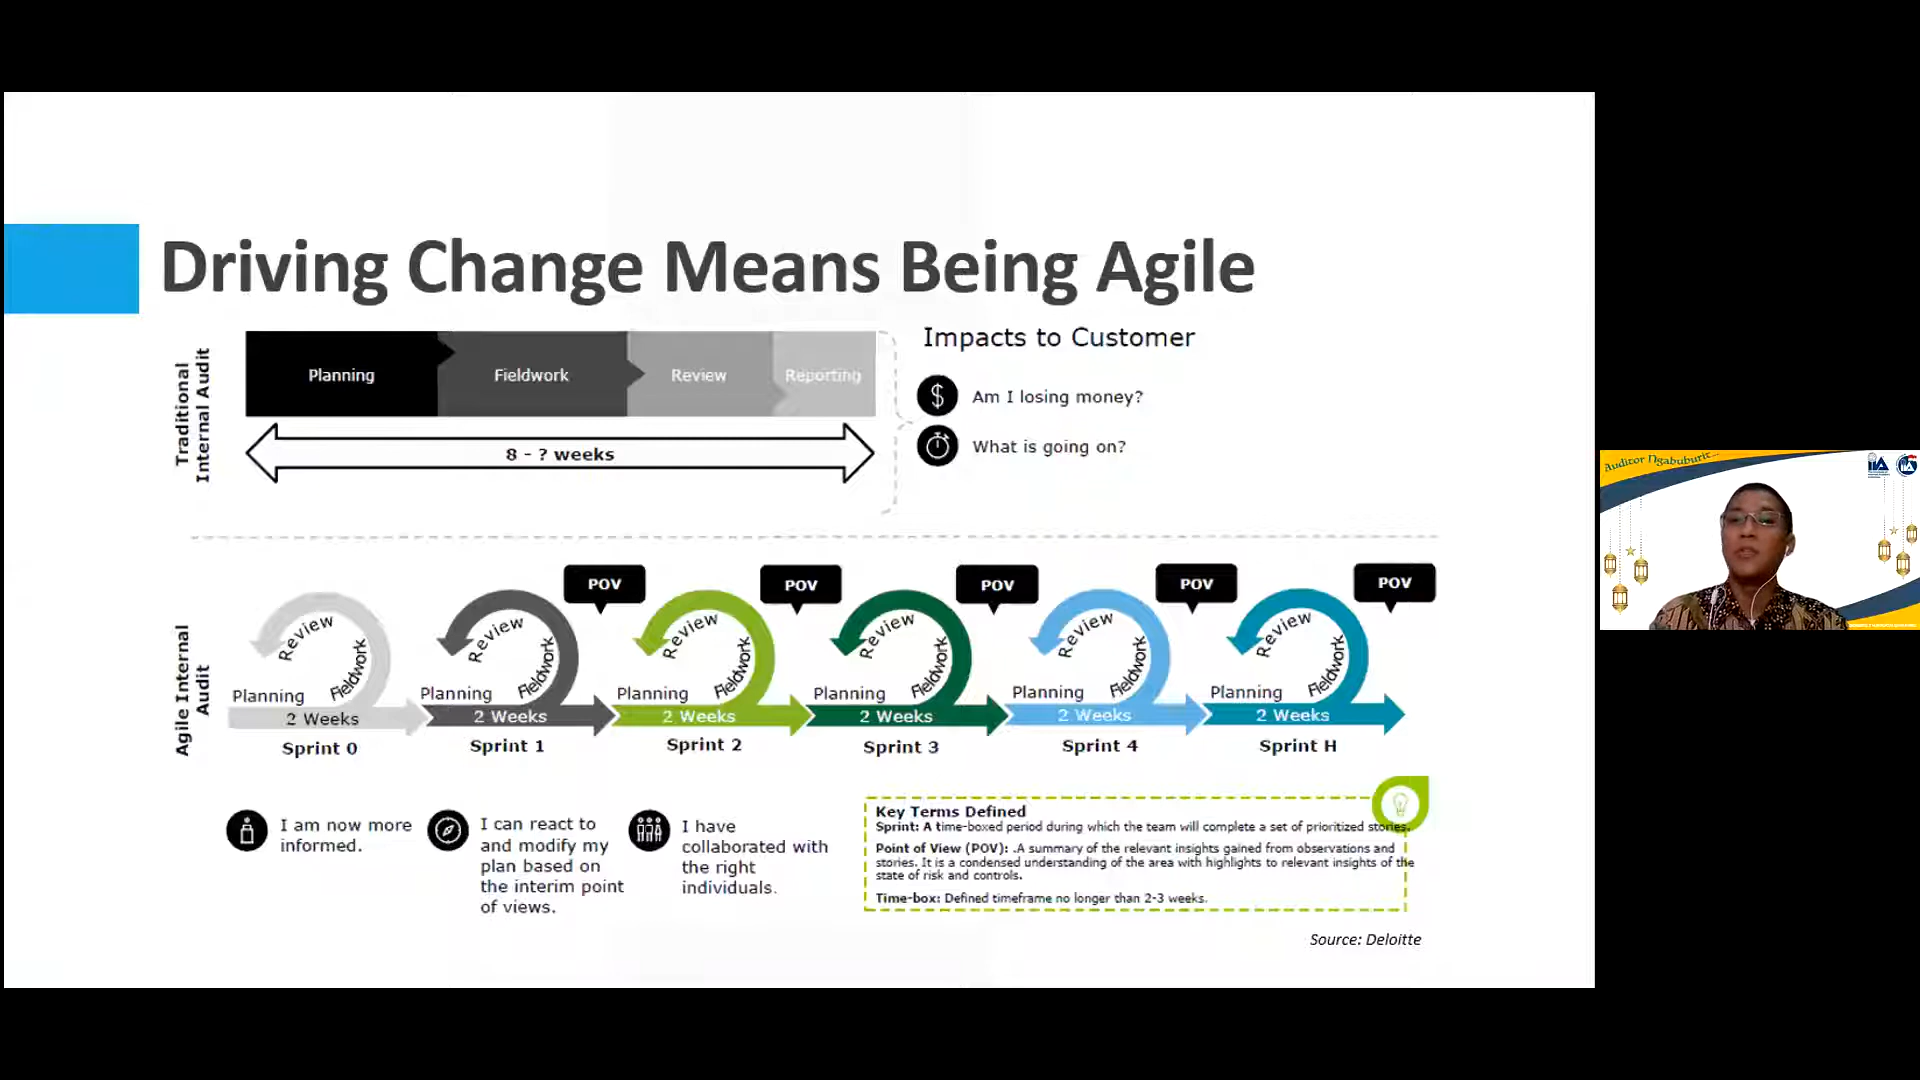 Driving Change Means Being Agile
Traditional
Internal Audit
Planning
Fieldwork
Review
Reporting
8 - ? weeks
Impacts to Customer
Am I losing money?
What is going on?
Agile Internal
Audit
Planning
Fieldwork
Review
2 Weeks
Sprint 0
Planning
Fieldwork
Review
2 Weeks
Sprint 1
POV
Planning
Fieldwork
Review
2 Weeks
Sprint 2
POV
Planning
Fieldwork
Review
2 Weeks
Sprint 3
POV
Planning
Fieldwork
Review
2 Weeks
Sprint 4
POV
Planning
Fieldwork
Review
2 Weeks
Sprint H
POV
I am now more
informed.
I can react to
and modify my
plan based on
the interim point
of views.
I have
collaborated with
the right
individuals.
Key Terms Defined
Sprint: A time-boxed period during which the team will complete a set of prioritized stories.
Point of View (POV): .A summary of the relevant insights gained from observations and
stories. It is a condensed understanding of the area with highlights to relevant insights of the
state of risk and controls.
Time-box: Defined timeframe no longer than 2-3 weeks.
Source: Deloitte
Auditor Ngabuburit...
IIA
IIA